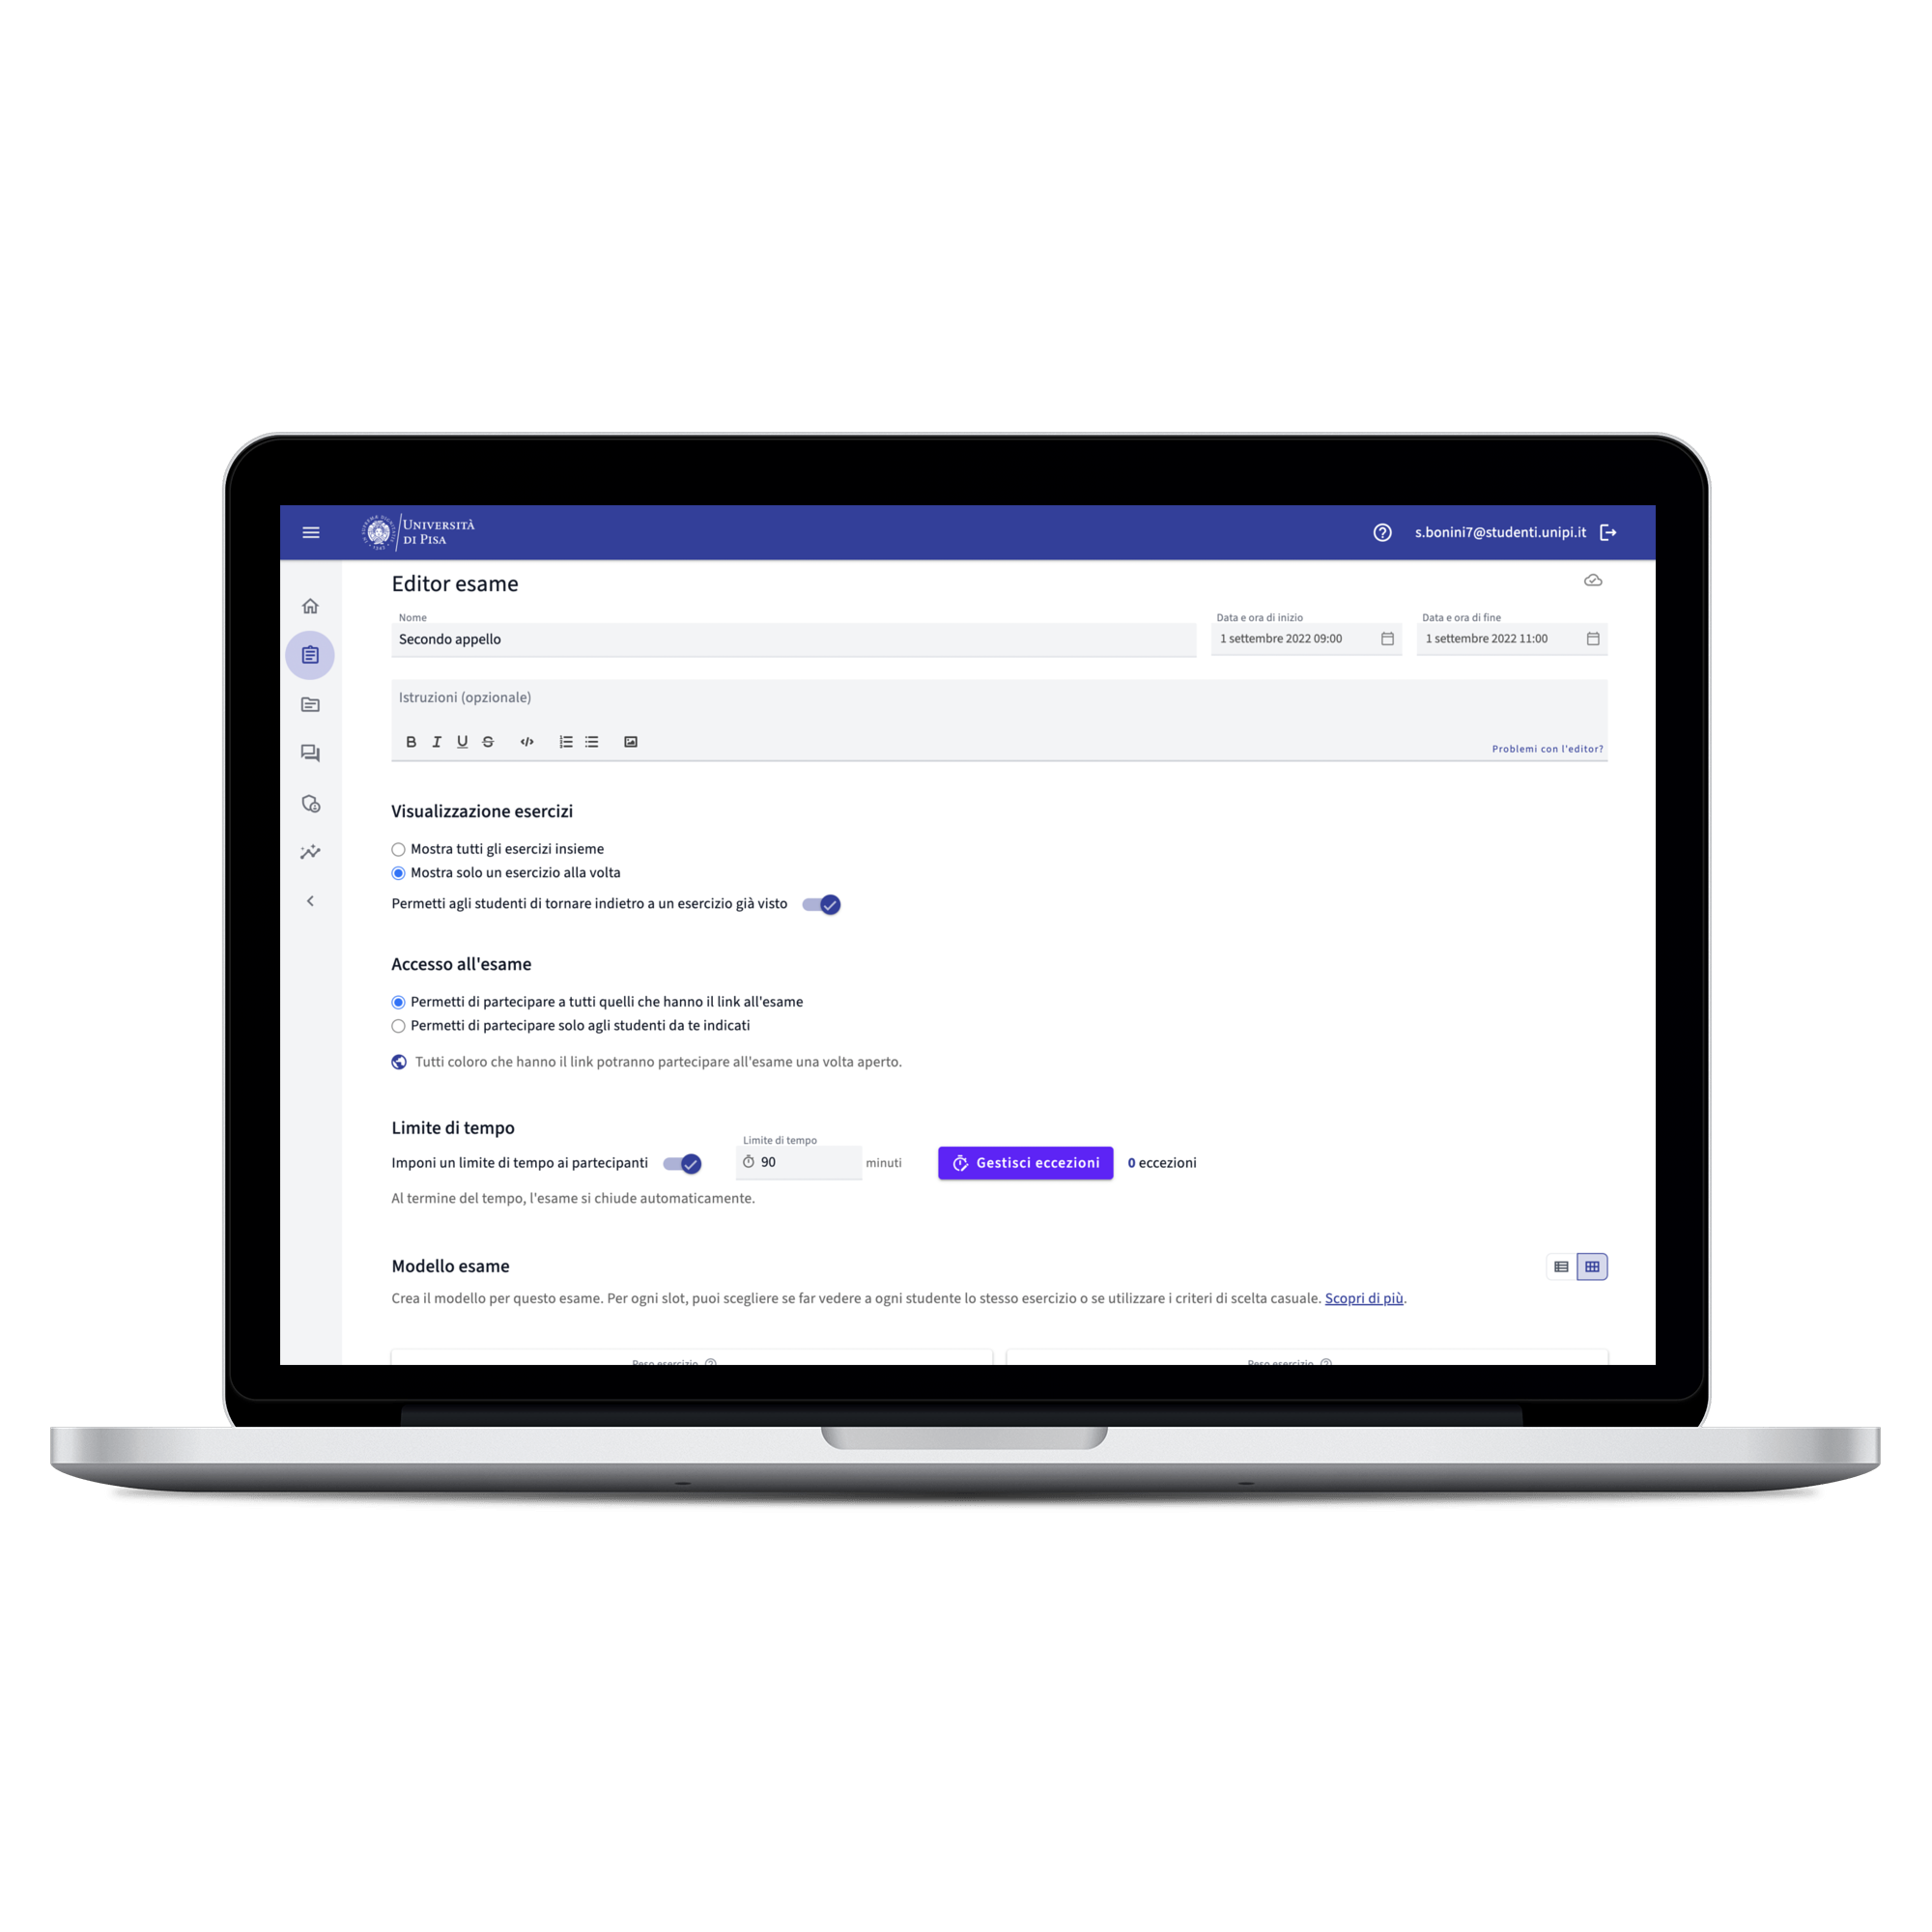 UNIVERSITÀ
DI PISA
s.bonini7@studenti.unipi.it
Editor esame
Nome
Secondo appello
Data e ora di inizio
1 settembre 2022 09:00
Data e ora di fine
1 settembre 2022 11:00
Istruzioni (opzionale)
B I U S
Problemi con l'editor?
Visualizzazione esercizi
Mostra tutti gli esercizi insieme
Mostra solo un esercizio alla volta
Permetti agli studenti di tornare indietro a un esercizio già visto
Accesso all'esame
Permetti di partecipare a tutti quelli che hanno il link all'esame
Permetti di partecipare solo agli studenti da te indicati
Tutti coloro che hanno il link potranno partecipare all'esame una volta aperto.
Limite di tempo
Imponi un limite di tempo ai partecipanti
Limite di tempo
90
minuti
Gestisci eccezioni
0 eccezioni
Al termine del tempo, l'esame si chiude automaticamente.
Modello esame
Crea il modello per questo esame. Per ogni slot, puoi scegliere se far vedere a ogni studente lo stesso esercizio o se utilizzare i criteri di scelta casuale. Scopri di più.
Peso esercizio
Peso esercizio